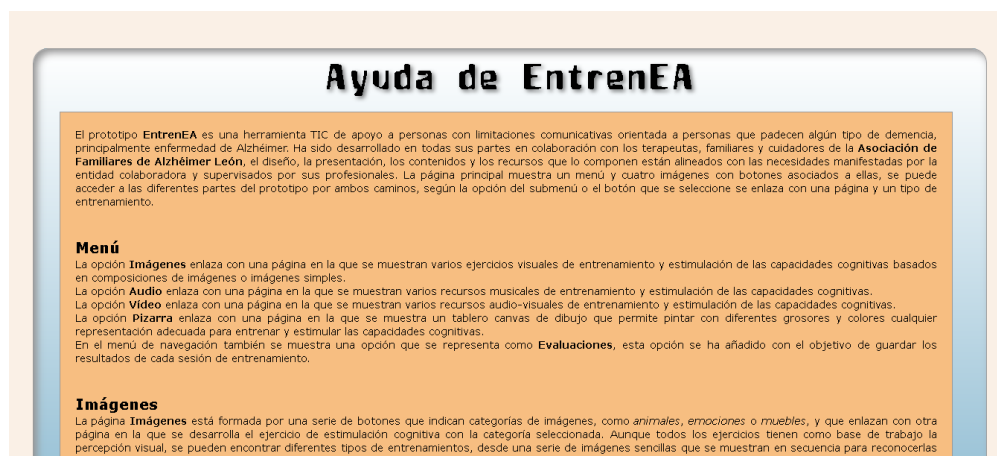 Ayuda de EntrenEA
El prototipo EntrenEA es una herramienta TIC de apoyo a personas con limitaciones comunicativas orientada a personas que padecen algún tipo de demencia,
principalmente enfermedad de Alzhéimer. Ha sido desarrollado en todas sus partes en colaboración con los terapeutas, familiares y cuidadores de la Asociación de
Familiares de Alzhéimer León, el diseño, la presentación, los contenidos y los recursos que lo componen están alineados con las necesidades manifestadas por la
entidad colaboradora y supervisados por sus profesionales. La página principal muestra un menú y cuatro imágenes con botones asociados a ellas, se puede
acceder a las diferentes partes del prototipo por ambos caminos, según la opción del submenú o el botón que se seleccione se enlaza con una página y un tipo de
entrenamiento.
Menú
La opción Imágenes enlaza con una página en la que se muestran varios ejercicios visuales de entrenamiento y estimulación de las capacidades cognitivas basados
en composiciones de imágenes o imágenes simples.
La opción Audio enlaza con una página en la que se muestran varios recursos musicales de entrenamiento y estimulación de las capacidades cognitivas.
La opción Vídeo enlaza con una página en la que se muestran varios recursos audio-visuales de entrenamiento y estimulación de las capacidades cognitivas.
La opción Pizarra enlaza con una página en la que se muestra un tablero canvas de dibujo que permite pintar con diferentes grosores y colores cualquier
representación adecuada para entrenar y estimular las capacidades cognitivas.
En el menú de navegación también se muestra una opción que se representa como Evaluaciones, esta opción se ha añadido con el objetivo de guardar los
resultados de cada sesión de entrenamiento.
Imágenes
La página Imágenes está formada por una serie de botones que indican categorías de imágenes, como animales, emociones o muebles, y que enlazan con otra
página en la que se desarrolla el ejercicio de estimulación cognitiva con la categoría seleccionada. Aunque todos los ejercicios tienen como base de trabajo la
percepción visual, se pueden encontrar diferentes tipos de entrenamientos, desde una serie de imágenes sencillas que se muestran en secuencia para reconocerlas